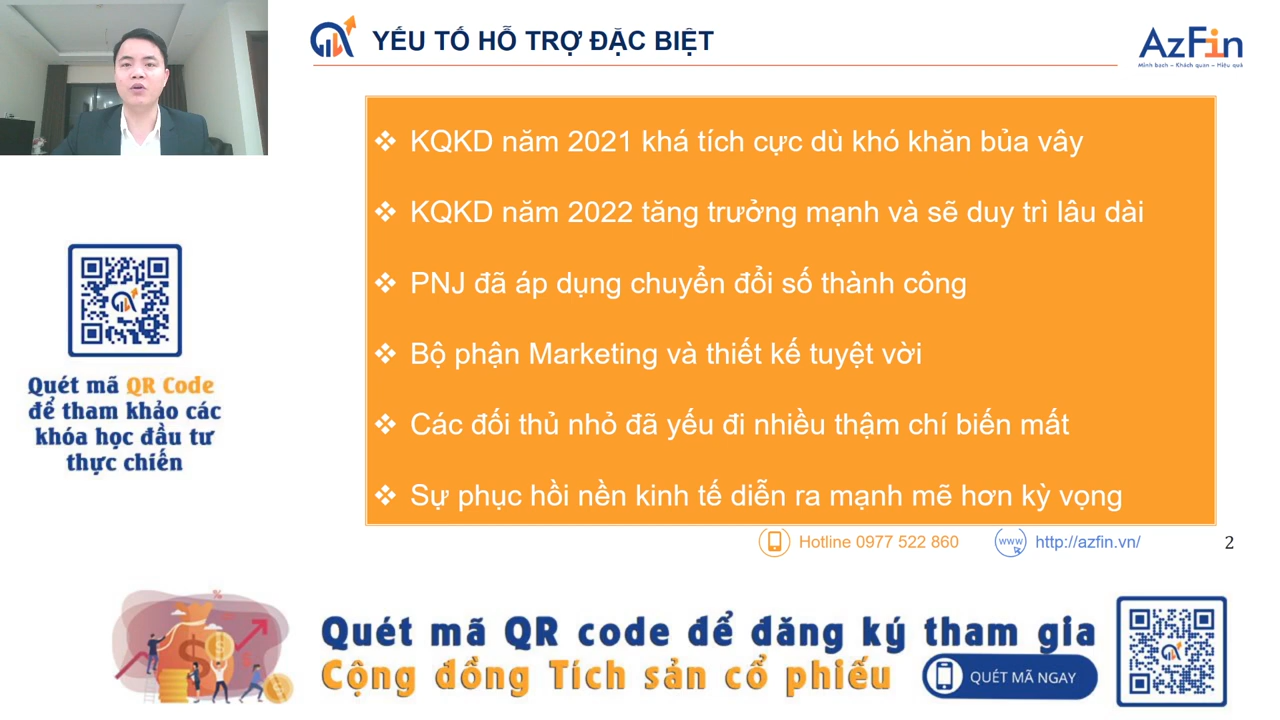 YẾU TỐ HỖ TRỢ ĐẶC BIỆT
AzFin
Minh bạch – Khách quan – Hiệu quả
❖ KQKD năm 2021 khá tích cực dù khó khăn bủa vây
❖ KQKD năm 2022 tăng trưởng mạnh và sẽ duy trì lâu dài
❖ PNJ đã áp dụng chuyển đổi số thành công
❖ Bộ phận Marketing và thiết kế tuyệt vời
❖ Các đối thủ nhỏ đã yếu đi nhiều thậm chí biến mất
❖ Sự phục hồi nền kinh tế diễn ra mạnh mẽ hơn kỳ vọng
Quét mã QR Code
để tham khảo các
khóa học đầu tư
thực chiến
Hotline 0977 522 860
www
http://azfin.vn/
2
Quét mã QR code để đăng ký tham gia
Cộng đồng Tích sản cổ phiếu
QUÉT MÃ NGAY